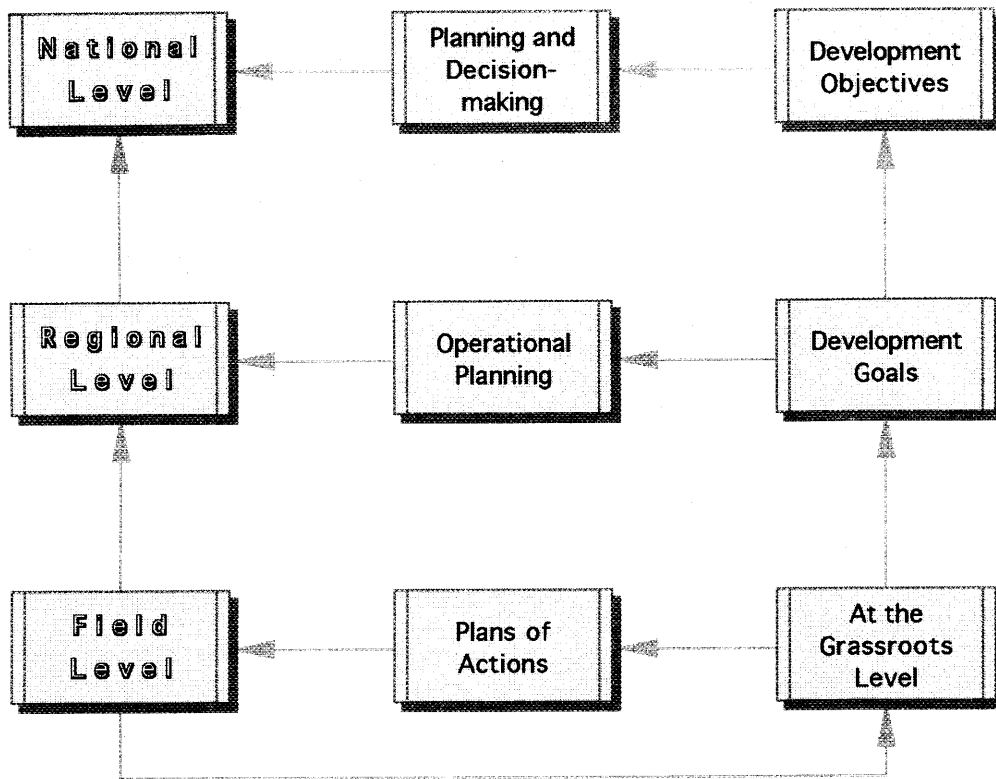 National
Level
Planning and
Decision-
making
Development
Objectives
Regional
Level
Operational
Planning
Development
Goals
Field
Level
Plans of
Actions
At the
Grassroots
Level